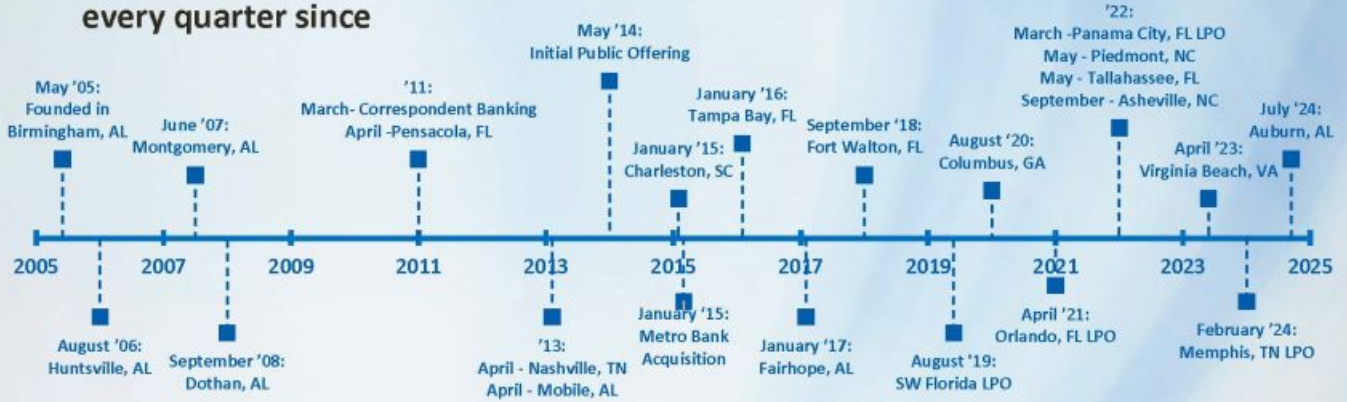 every quarter since
May '05:
Founded in
Birmingham, AL
June '07:
Montgomery, AL
'11:
March- Correspondent Banking
April -Pensacola, FL
May '14:
Initial Public Offering
January '15:
Charleston, SC
January '16:
Tampa Bay, FL
September '18:
Fort Walton, FL
August '20:
Columbus, GA
'22:
March -Panama City, FL LPO
May - Piedmont, NC
May - Tallahassee, FL
September - Asheville, NC
April '23:
Virginia Beach, VA
July '24:
Auburn, AL
2005 2007 2009 2011 2013 2015 2017 2019 2021 2023 2025
August '06:
Huntsville, AL
September '08:
Dothan, AL
'13:
April - Nashville, TN
April - Mobile, AL
January '15:
Metro Bank
Acquisition
January '17:
Fairhope, AL
August '19:
SW Florida LPO
April '21:
Orlando, FL LPO
February '24:
Memphis, TN LPO